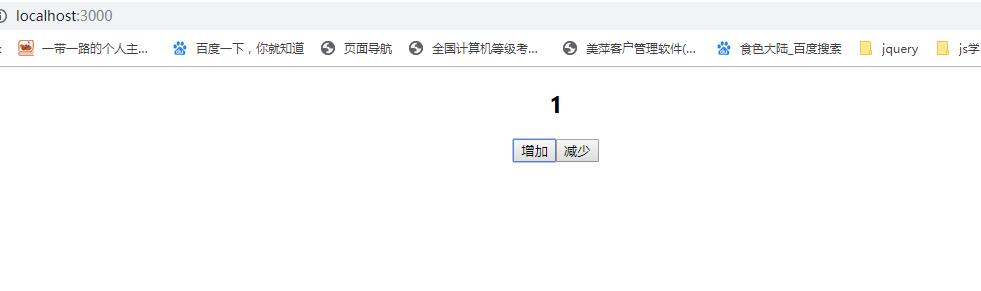 localhost:3000
一带一路的个人主... 百度一下，你就知道 页面导航 全国计算机等级考... 美萍客户管理软件(... 食色大陆_百度搜索 jquery js学
1
增加 减少